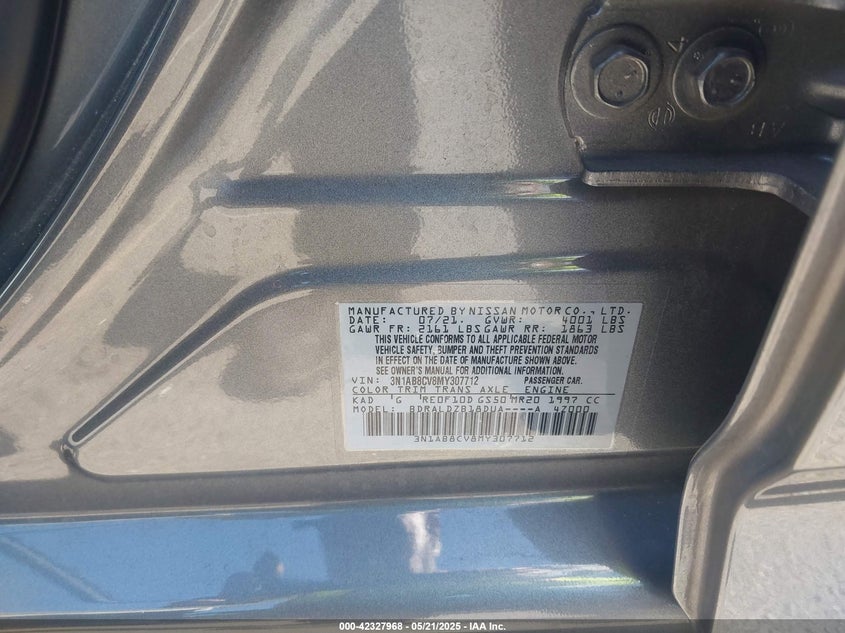 MANUFACTURED BY NISSAN MOTOR CO., LTD.
DATE: 07/21. GVWR: 4001 LBS
GAWR FR: 2161 LBS GAWR RR: 1863 LBS
THIS VEHICLE CONFORMS TO ALL APPLICABLE FEDERAL MOTOR
VEHICLE SAFETY, BUMPER AND THEFT PREVENTION STANDARDS
IN EFFECT ON THE DATE OF MANUFACTURE SHOWN ABOVE.
SEE OWNER'S MANUAL FOR ADDITIONAL INFORMATION.
VIN: 3N1AB8CV8MY307712 PASSENGER CAR.
COLOR TRIM TRANS AXLE ENGINE
KAD G RE0F10D GS50 MR20 1997 CC
MODEL: BDRALDZB18DUA----A 4Z000
3N1AB8CV8MY307712
000-42327968 — 05/21/2025 — IAA Inc.